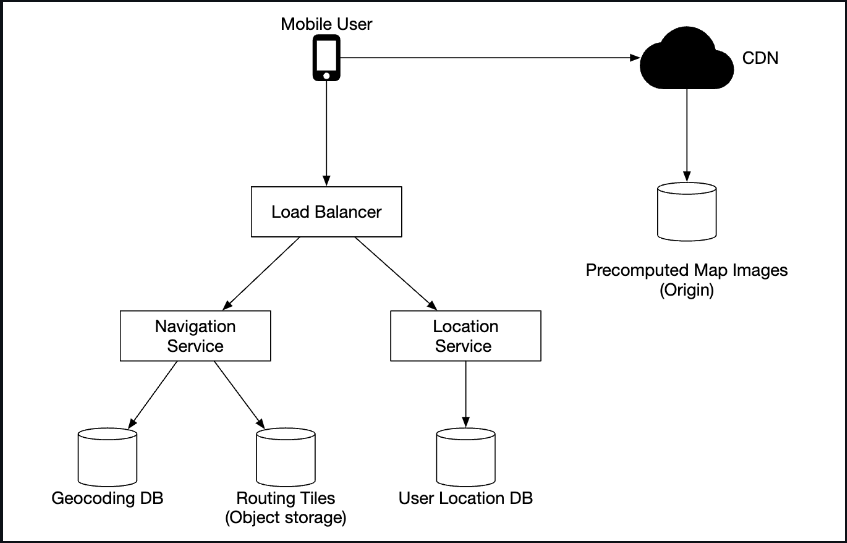 Mobile User
CDN
Load Balancer
Precomputed Map Images
(Origin)
Navigation
Service
Location
Service
Geocoding DB
Routing Tiles
(Object storage)
User Location DB